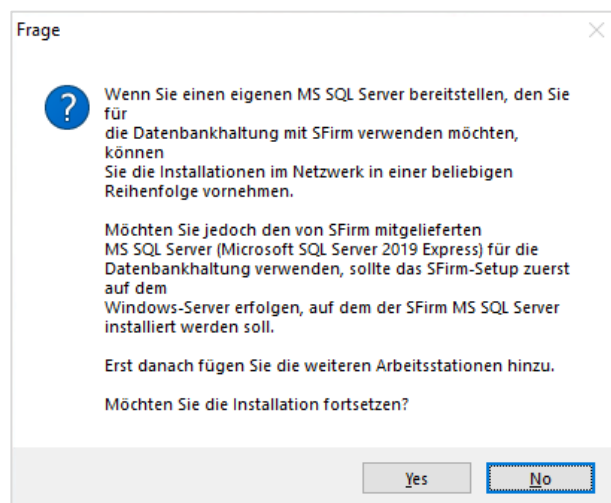 Frage
Wenn Sie einen eigenen MS SQL Server bereitstellen, den Sie
für
die Datenbankhaltung mit SFirm verwenden möchten,
können
Sie die Installationen im Netzwerk in einer beliebigen
Reihenfolge vornehmen.
Möchten Sie jedoch den von SFirm mitgelieferten
MS SQL Server (Microsoft SQL Server 2019 Express) für die
Datenbankhaltung verwenden, sollte das SFirm-Setup zuerst
auf dem
Windows-Server erfolgen, auf dem der SFirm MS SQL Server
installiert werden soll.
Erst danach fügen Sie die weiteren Arbeitsstationen hinzu.
Möchten Sie die Installation fortsetzen?
Yes No